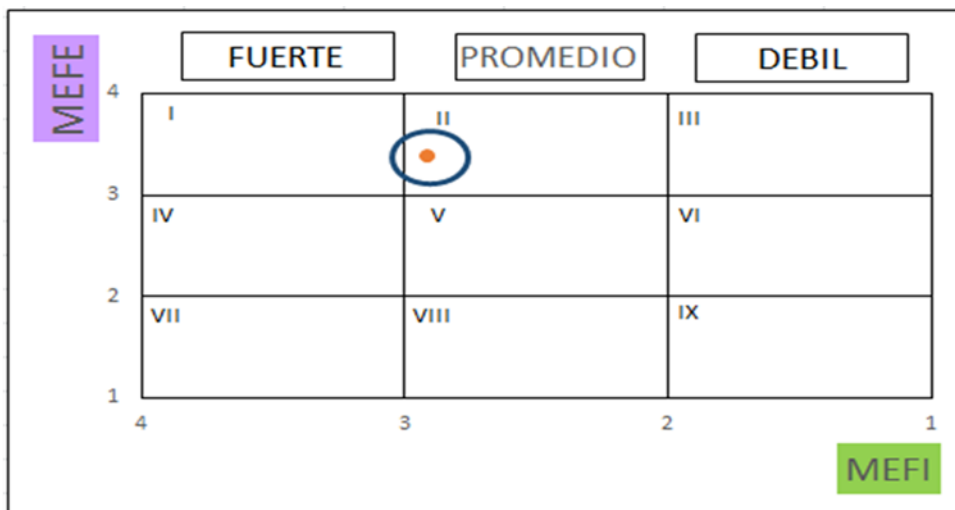 MEFE
FUERTE
PROMEDIO
DEBIL
4
I
II
III
3
IV
V
VI
2
VII
VIII
IX
1
4
3
2
1
MEFI